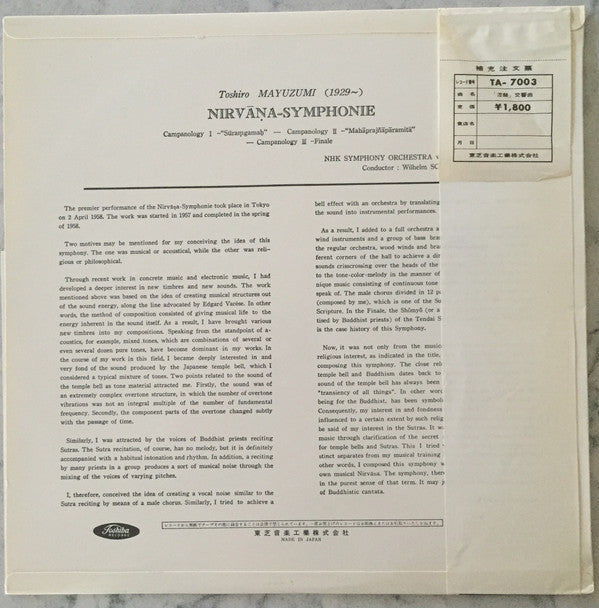 Toshiro MAYUZUMI (1929~)
NIRVĀṆA-SYMPHONIE
Campanology I -"Sūraṃgamaḥ" — Campanology II -"Mahāprajñāpāramitā"
— Campanology III -Finale
NHK SYMPHONY ORCHESTRA
Conductor : Wilhelm SC
The premier performance of the Nirvāṇa-Symphonie took place in Tokyo
on 2 April 1958. The work was started in 1957 and completed in the spring
of 1958.
Two motives may be mentioned for my conceiving the idea of this
symphony. The one was musical or acoustical, while the other was reli-
gious or philosophical.
Through recent work in concrete music and electronic music, I had
developed a deeper interest in new timbres and new sounds. The work
mentioned above was based on the idea of creating musical structures out
of the sound energy, along the line advocated by Edgard Varèse. In other
words, the method of composition consisted of giving musical life to the
energy inherent in the sound itself. As a result, I have brought various
new timbres into my compositions. Speaking from the standpoint of a-
coustics, for example, mixed tones, which are combinations of several or
even several dozen pure tones, have become dominant in my works. In
the course of my work in this field, I became deeply interested in and
very fond of the sound produced by the Japanese temple bell, which I
considered a typical mixture of tones. Two points related to the sound of
the temple bell as tone material attracted me. Firstly, the sound was of
an extremely complex overtone structure, in which the number of overtone
vibrations was not an integral multiple of the number of fundamental
frequency. Secondly, the component parts of the overtone changed subtly
with the passage of time.
Similarly, I was attracted by the voices of Buddhist priests reciting
Sutras. The Sutra recitation, of course, has no melody, but it is definitely
accompanied with habitual intonation and rhythm. In addition, a reciting
by many priests in a group produces a sort of musical noise through the
mixing of the voices of varying pitches.
I, therefore, conceived the idea of creating a vocal noise similar to the
Sutra reciting by means of a male chorus. Similarly, I tried to achieve a
bell effect with an orchestra by translating
the sound into instrumental performances.
As a result, I added to a full orchestra a
wind instruments and a group of bass bras
the regular orchestra, wood winds and bras
ferent corners of the hall to achieve a dir
sounds crisscrossing over the heads of the
to the tone-color-melody in the manner of
nique music consisting of continuous tone
speak of. The male chorus divided in 12 pa
(composed by me), which is one of the Su
Scripture. In the Finale, the Shōmyō (or a
tised by Buddhist priests) of the Tendai S
is the case history of this Symphony.
Now, it was not only from the music
religious interest, as indicated in the title,
composing this symphony. The close rel
temple bell and Buddhism dates back to
sound of the temple bell has always been
"transiency of all things". In other word
being for the Buddhist, has been symbol
Consequently, my interest in and fondness
influenced to a certain extent by such relig
be said of my interest in the Sutras. It w
music through clarification of the secret
for temple bells and Sutras. This I tried
stinct separates from my musical training
other words, I composed this symphony
own musical Nirvāṇa. The symphony, there
in the purest sense of that term. It may
of Buddhistic cantata.
補充注文票
レコード番号 TA-7003
曲名 「涅槃」交響曲
定価 ¥1,800
貴店名
月日
東芝音楽工業株式会社
Toshiba
RECORDS
東芝音楽工業株式会社
MADE IN JAPAN